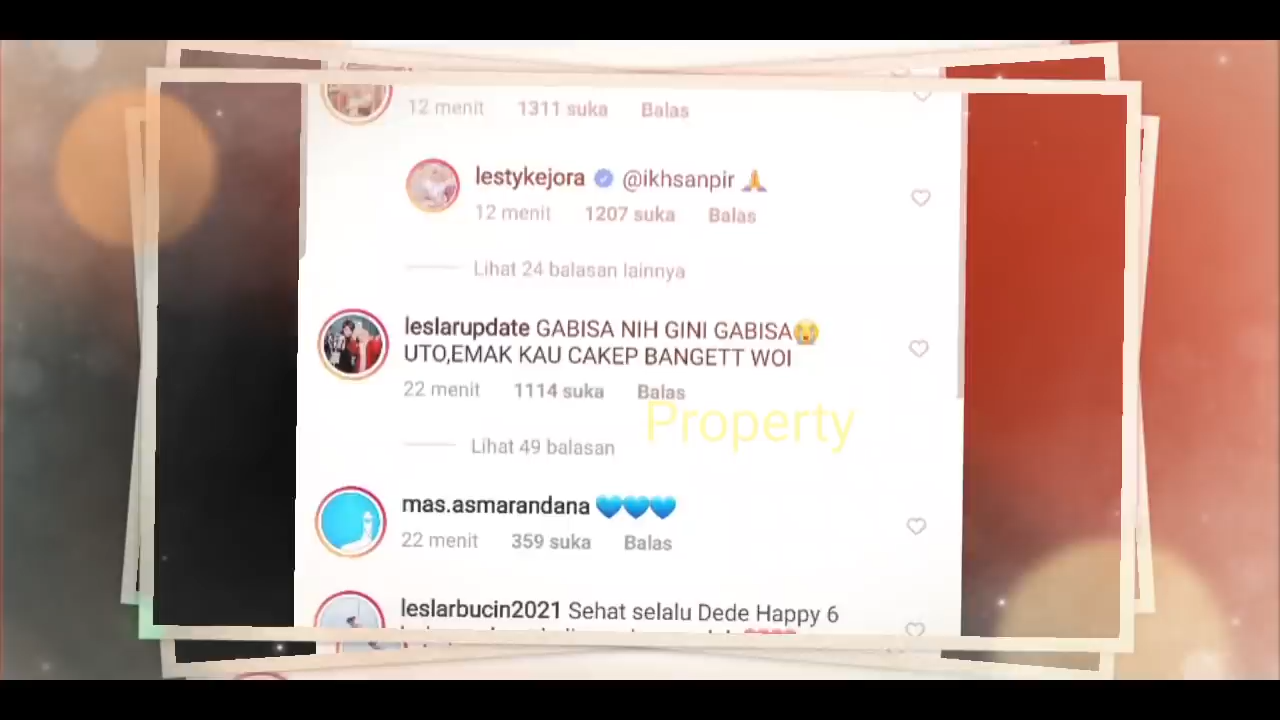 12 menit 1311 suka Balas
lestykejora @ikhsanpir 🙏
12 menit 1207 suka Balas
Lihat 24 balasan lainnya
leslarupdate GABISA NIH GINI GABISA😭
UTO,EMAK KAU CAKEP BANGETT WOI
22 menit 1114 suka Balas
Property
Lihat 49 balasan
mas.asmarandana 💙💙💙
22 menit 359 suka Balas
leslarbucin2021 Sehat selalu Dede Happy 6